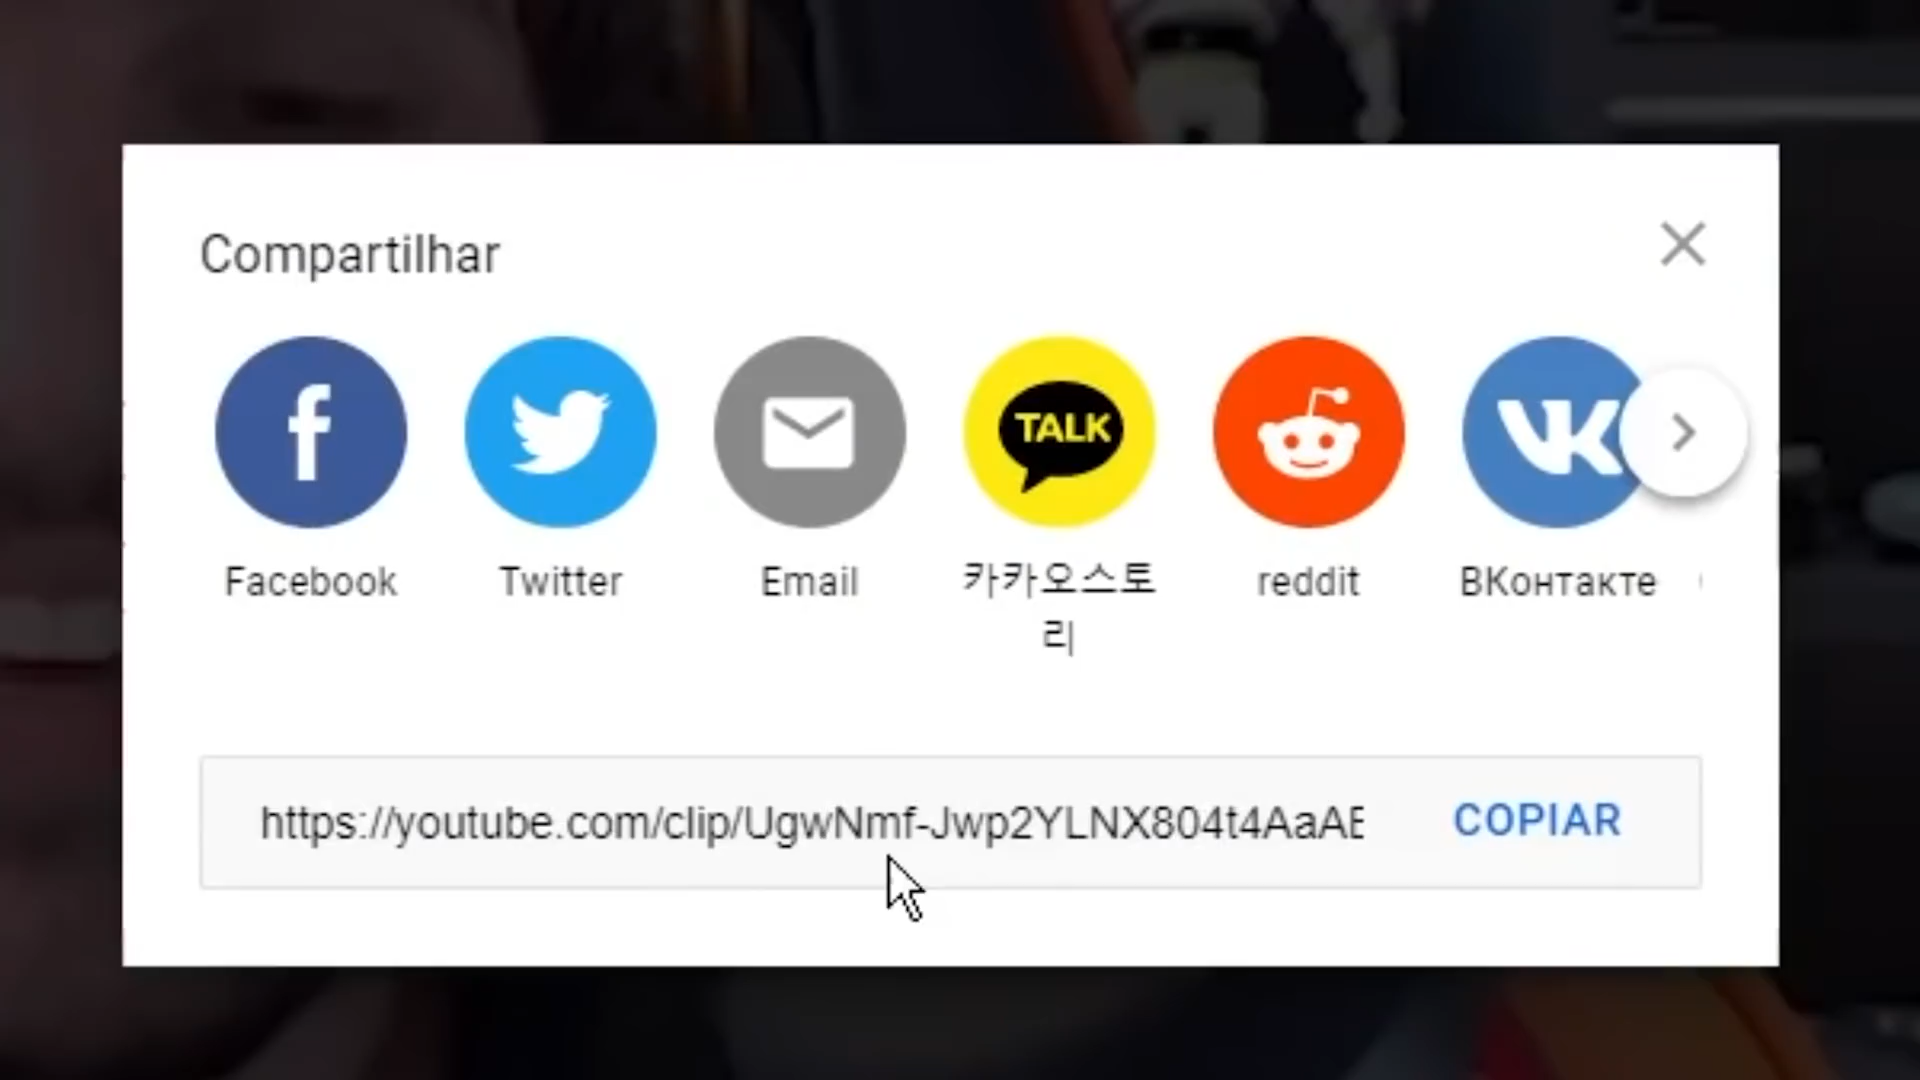 Compartilhar
TALK
Facebook
Twitter
Email
카카오스토
리
reddit
ВКонтакте
https://youtube.com/clip/UgwNmf-Jwp2YLNX804t4AaAE
COPIAR